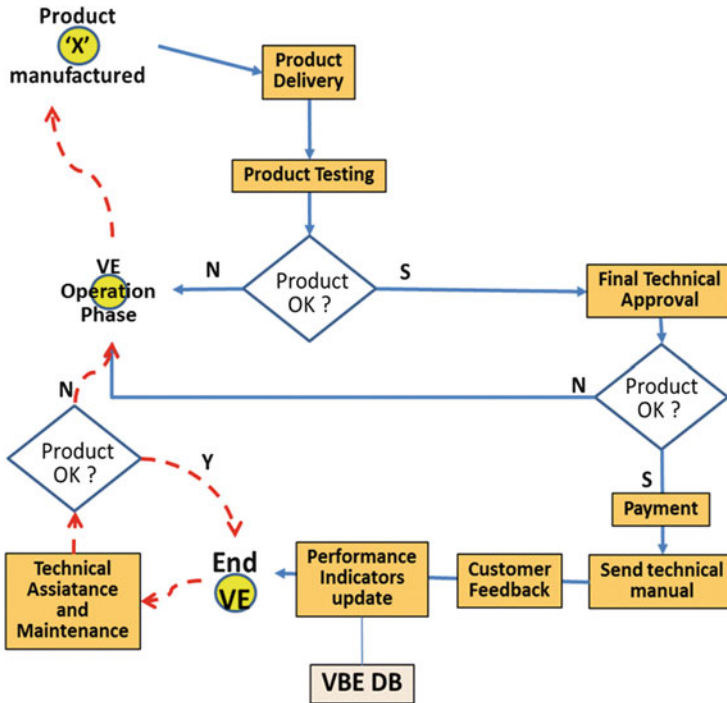 Product
'X'
manufactured
Product
Delivery
Product Testing
Product
OK ?
N
S
VE
Operation
Phase
Final Technical
Approval
Product
OK ?
N
S
Payment
Send technical
manual
Customer
Feedback
Performance
Indicators
update
VBE DB
End
VE
Technical
Assiatance
and
Maintenance
Product
OK ?
N
Y